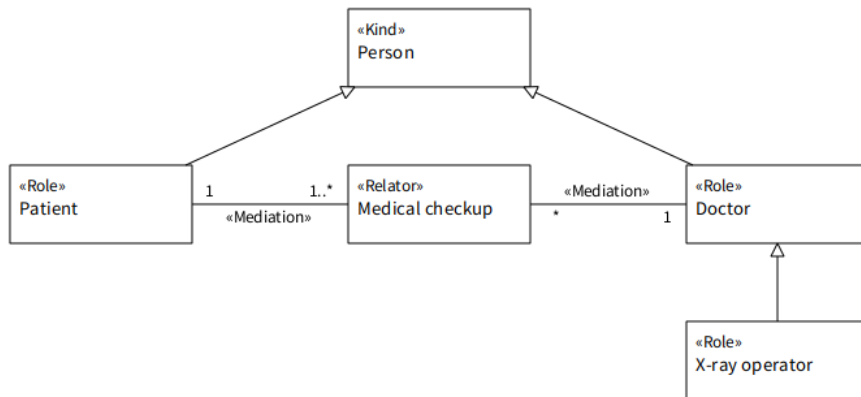 «Kind»
Person
«Role»
Patient
1
1..*
«Mediation»
«Relator»
Medical checkup
«Mediation»
*
1
«Role»
Doctor
«Role»
X-ray operator